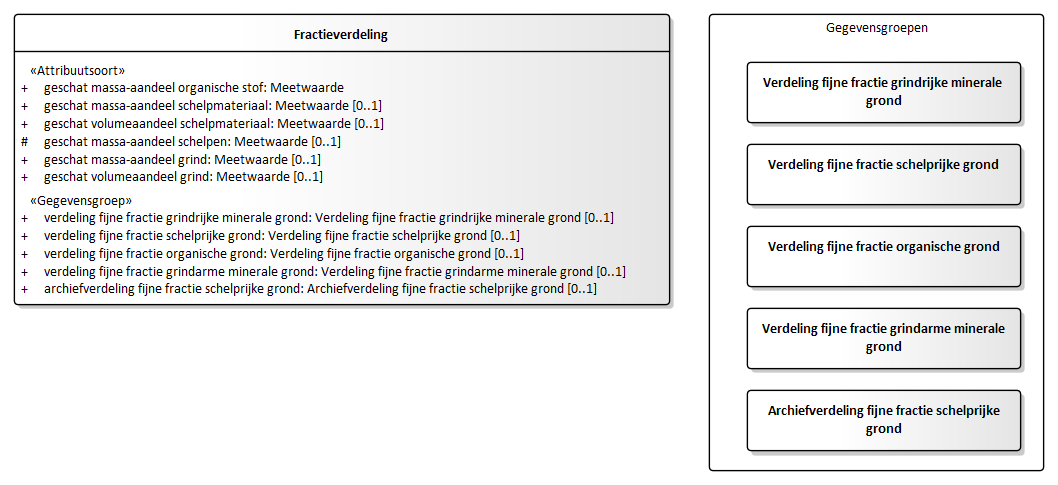 Fractieverdeling
«Attribuutsoort»
+ geschat massa-aandeel organische stof: Meetwaarde
+ geschat massa-aandeel schelpmateriaal: Meetwaarde [0..1]
+ geschat volumeaandeel schelpmateriaal: Meetwaarde [0..1]
# geschat massa-aandeel schelpen: Meetwaarde [0..1]
+ geschat massa-aandeel grind: Meetwaarde [0..1]
+ geschat volumeaandeel grind: Meetwaarde [0..1]
«Gegevensgroep»
+ verdeling fijne fractie grindrijke minerale grond: Verdeling fijne fractie grindrijke minerale grond [0..1]
+ verdeling fijne fractie schelprijke grond: Verdeling fijne fractie schelprijke grond [0..1]
+ verdeling fijne fractie organische grond: Verdeling fijne fractie organische grond [0..1]
+ verdeling fijne fractie grindarme minerale grond: Verdeling fijne fractie grindarme minerale grond [0..1]
+ archiefverdeling fijne fractie schelprijke grond: Archiefverdeling fijne fractie schelprijke grond [0..1]
Gegevensgroepen
Verdeling fijne fractie grindrijke minerale
grond
Verdeling fijne fractie schelprijke grond
Verdeling fijne fractie organische grond
Verdeling fijne fractie grindarme minerale
grond
Archiefverdeling fijne fractie schelprijke
grond